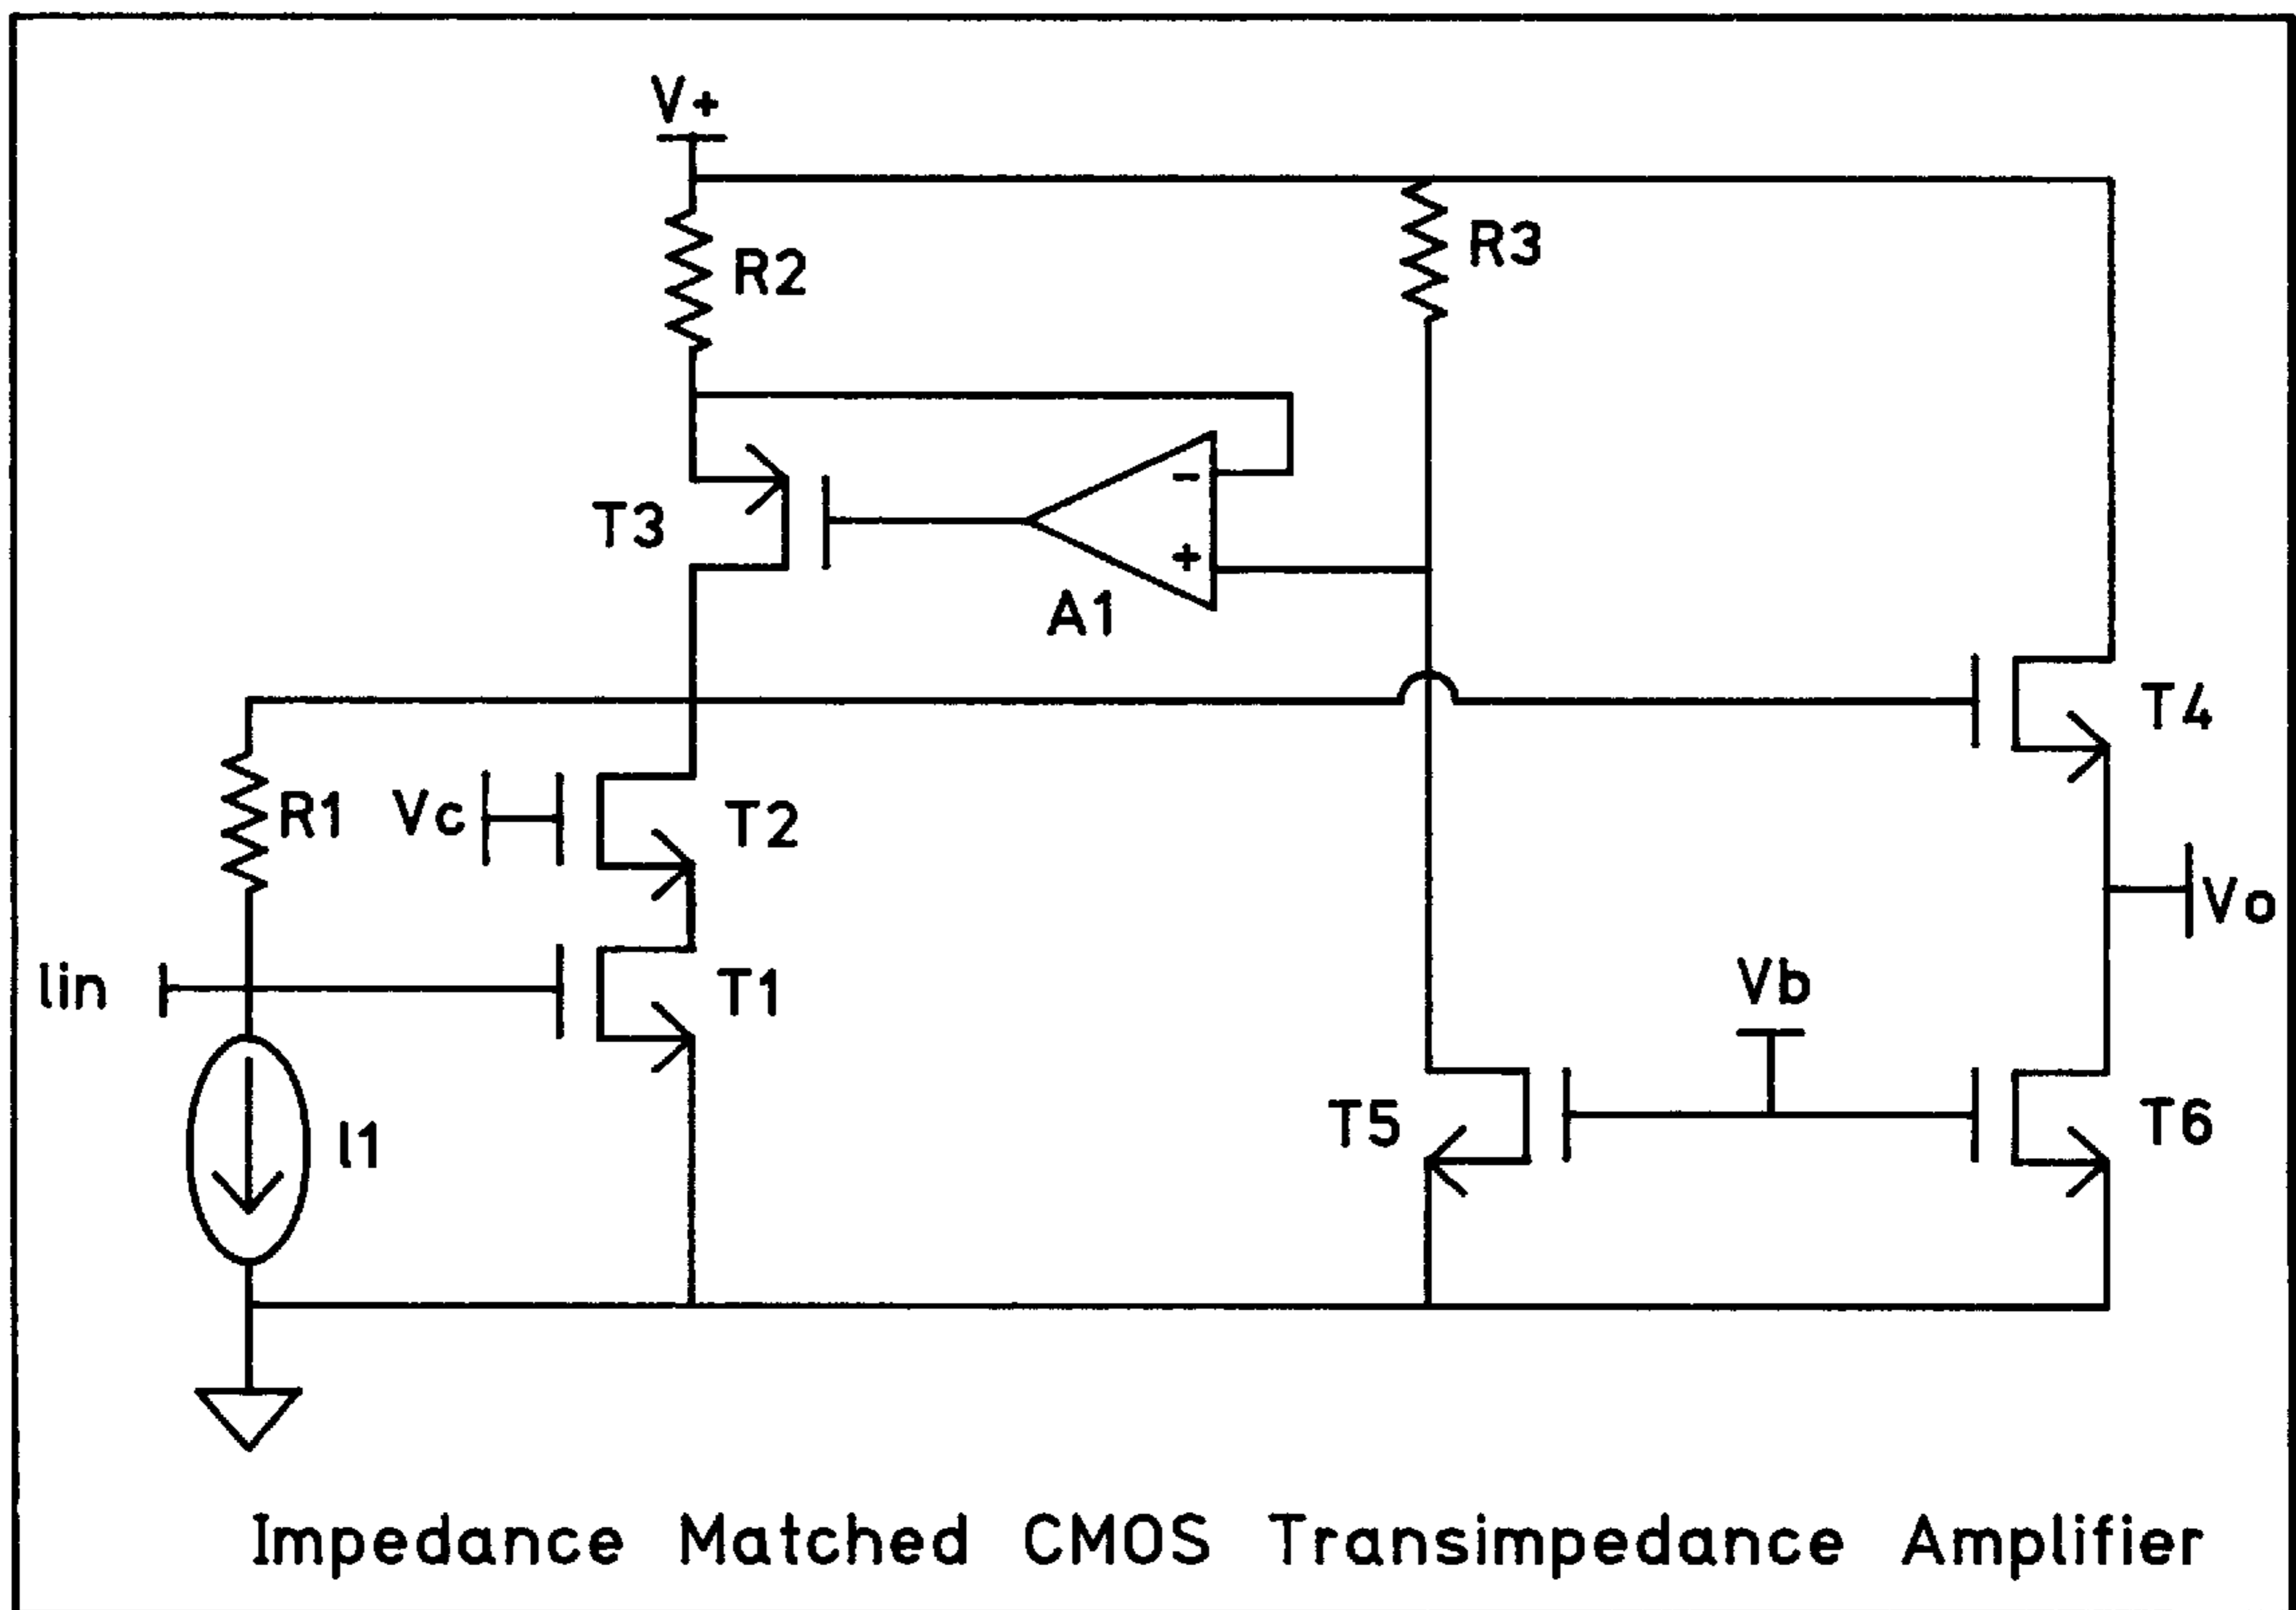 V+
R2
R3
-
T3
+
A1
T4
R1
Vc
T2
Vo
Iin
T1
Vb
I1
T5
T6
Impedance Matched CMOS Transimpedance Amplifier